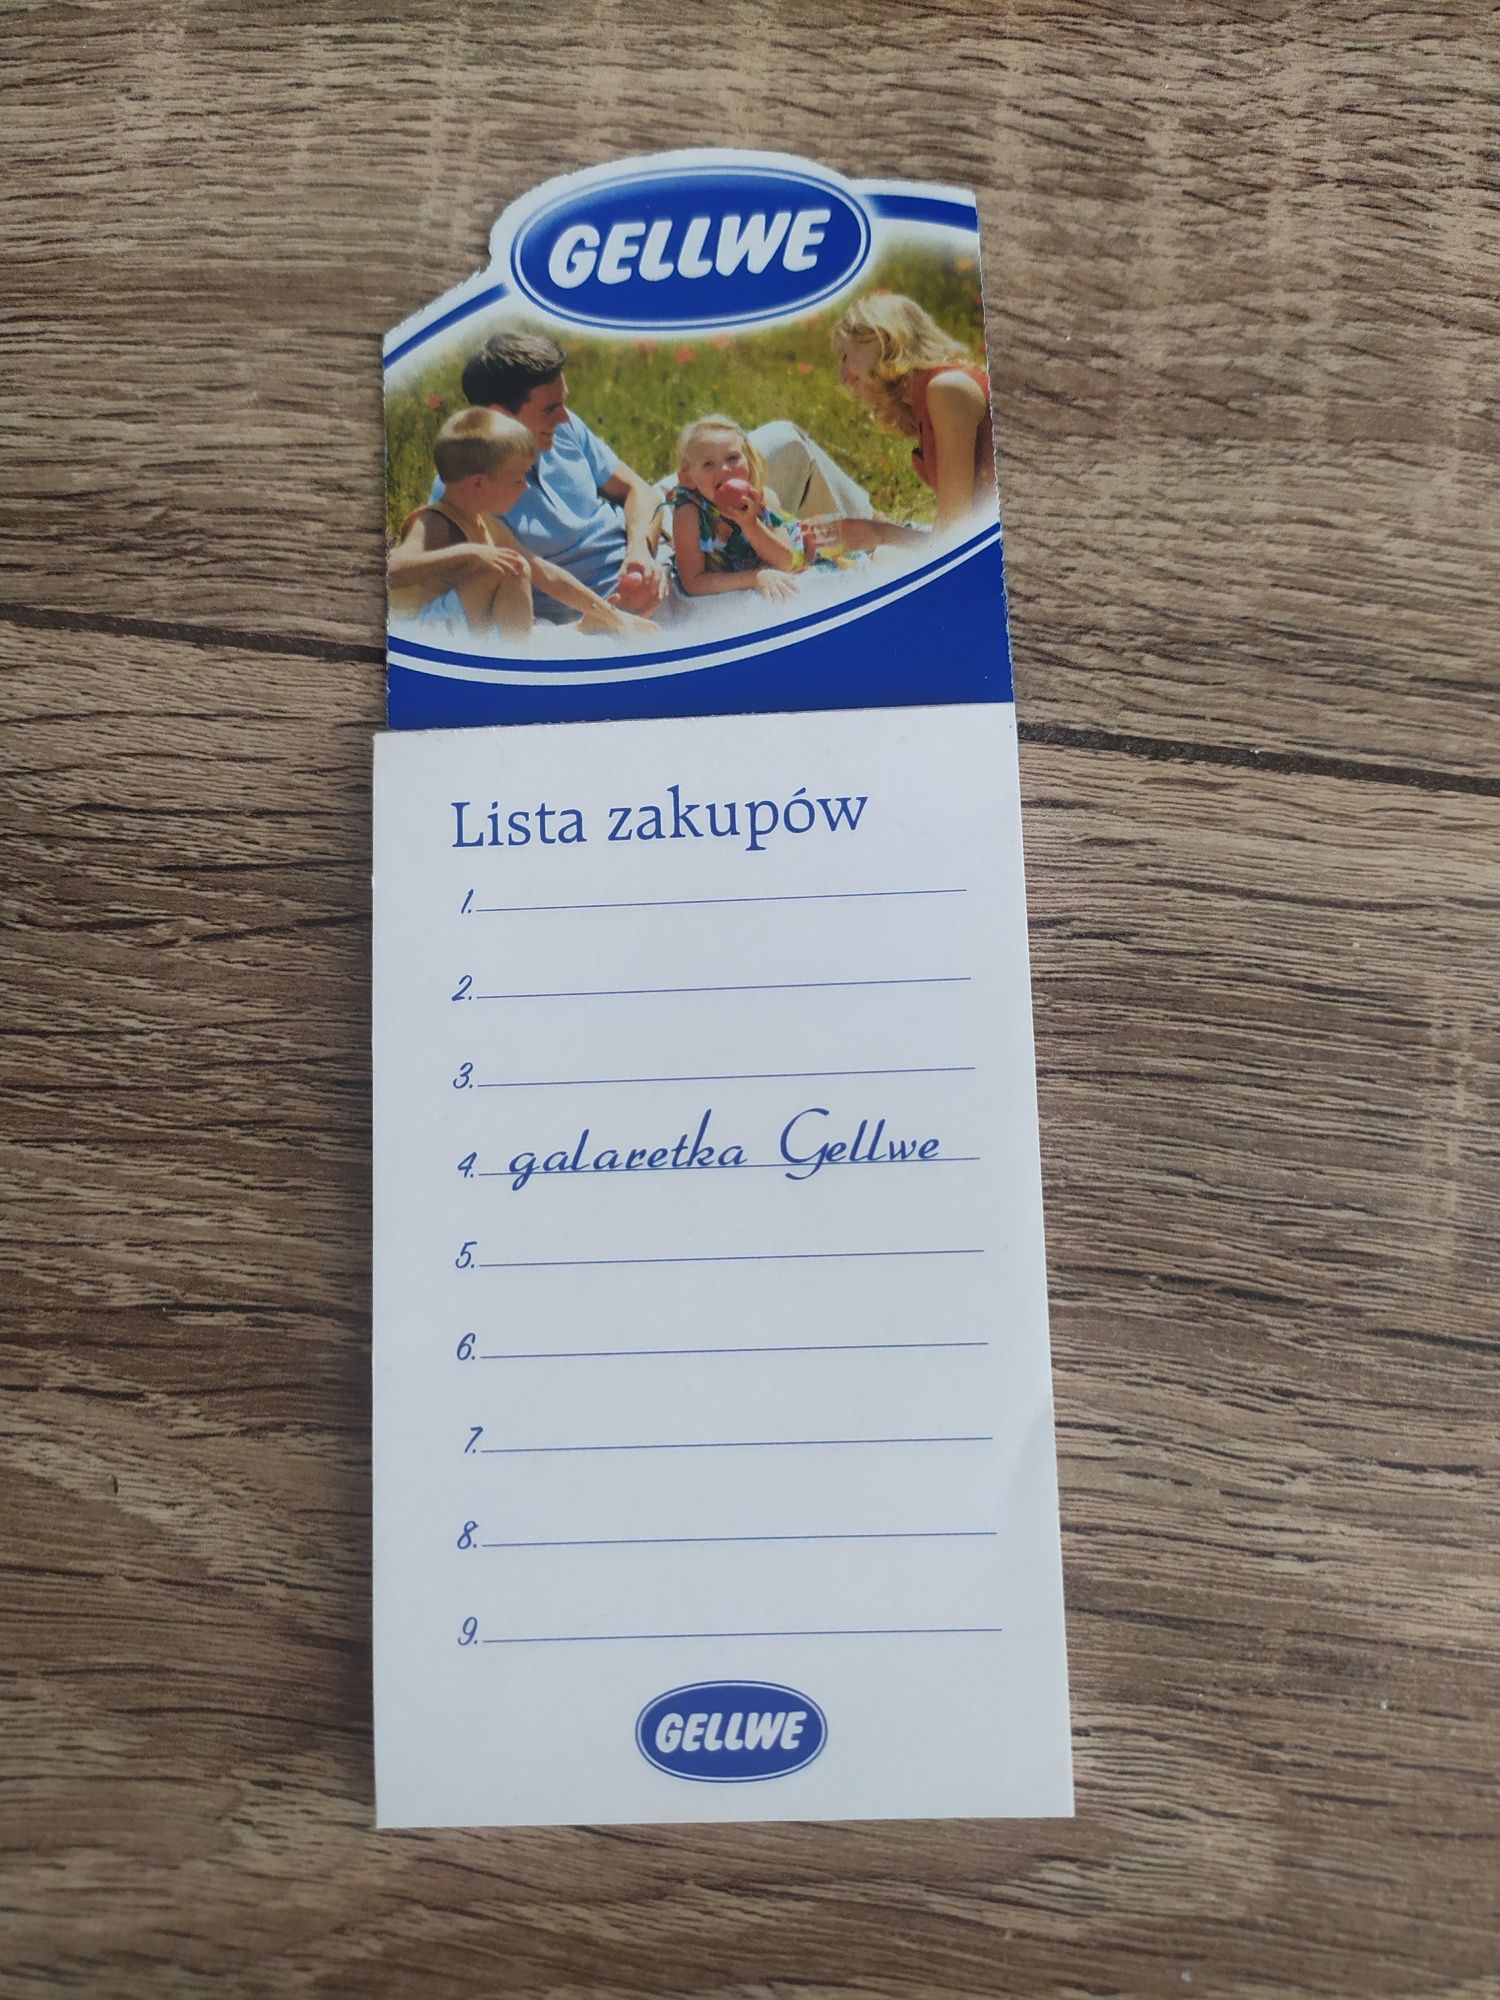 GELLWE
Lista zakupów
1.
2.
3.
4. galaretka Gellwe
5.
6.
7.
8.
9.
GELLWE